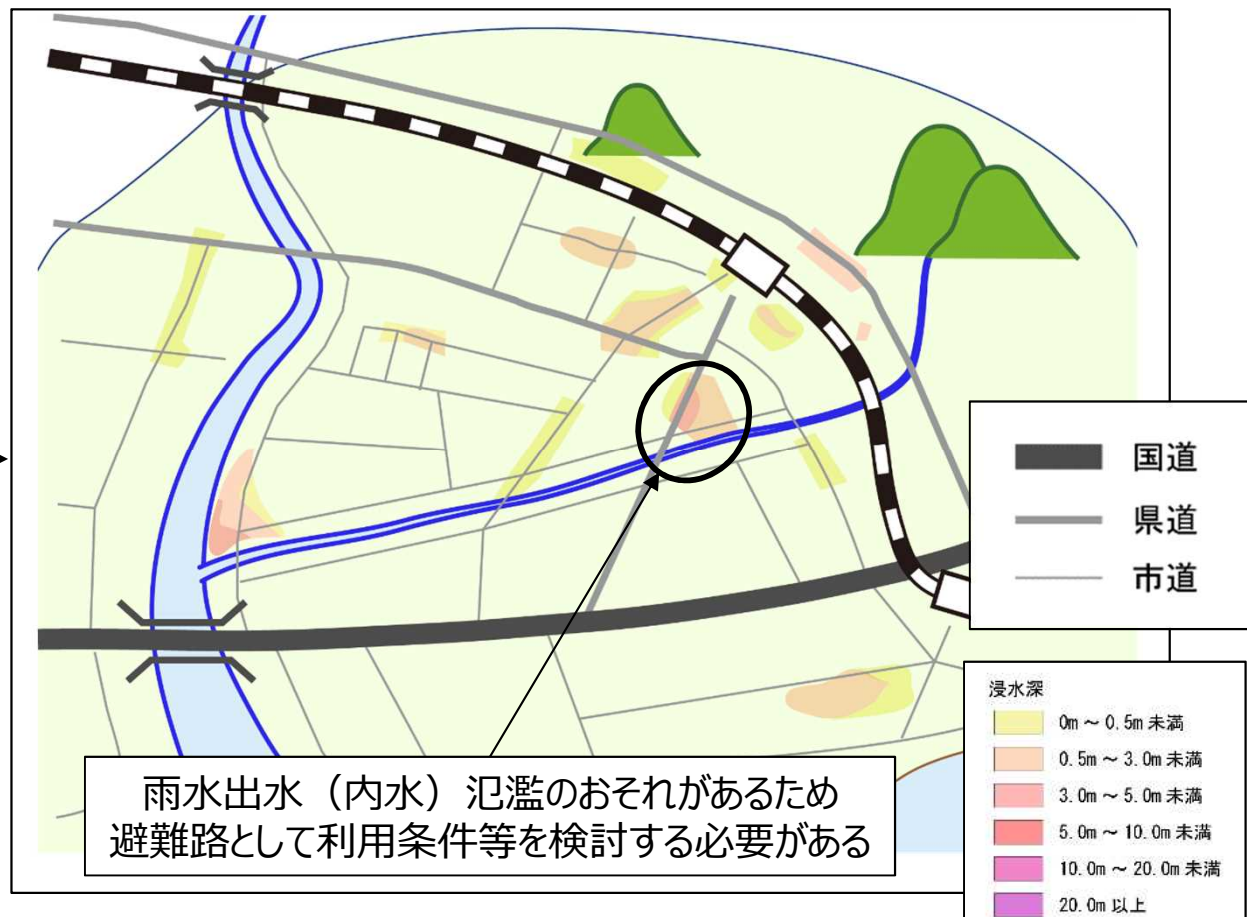 国道
県道
市道
浸水深
0m ～ 0.5m 未満
0.5m ～ 3.0m 未満
3.0m ～ 5.0m 未満
5.0m ～ 10.0m 未満
10.0m ～ 20.0m 未満
20.0m 以上
雨水出水（内水）氾濫のおそれがあるため
避難路として利用条件等を検討する必要がある